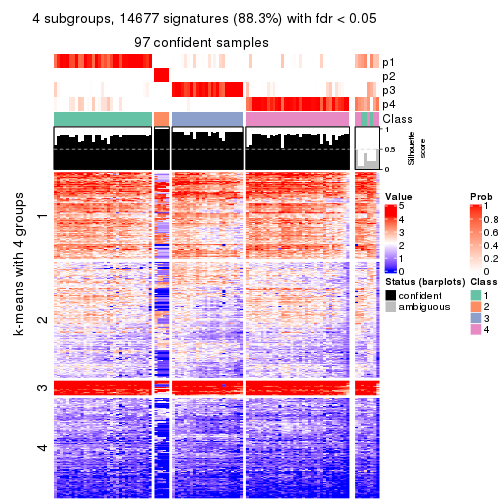 4 subgroups, 14677 signatures (88.3%) with fdr < 0.05
97 confident samples
p1
p2
p3
p4
Class
1
0.5
0
Silhouette
score
k-means with 4 groups
1
2
3
4
Value
5
4
3
2
1
0
Prob
1
0.8
0.6
0.4
0.2
0
Status (barplots)
confident
ambiguous
Class
1
2
3
4